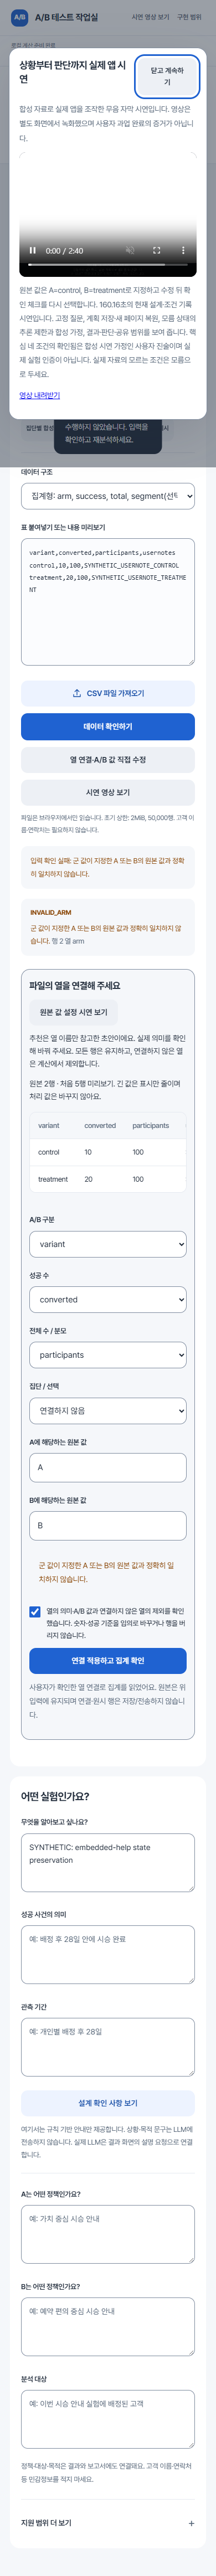 A/B
A/B 테스트 작업실
시연 영상 보기
구현 범위
상황부터 판단까지 실제 앱 시
연
닫고 계속하
기
합성 자료로 실제 앱을 조작한 무음 자막 시연입니다. 영상은
별도 화면에서 녹화했으며 사용자 과업 완료의 증거가 아닙니
다.
0:00 / 2:40
원본 값은 A=control, B=treatment로 지정하고 수정 뒤 확
인 체크를 다시 선택합니다. 160.16초의 현재 설계·조건 기록
시연입니다. 고정 질문, 계획 저장·새 페이지 복원, 모름 상태의
추론 제한과 합성 가정, 결과·판단·공유 범위를 보여 줍니다. 핵
심 네 조건의 확인됨은 합성 시연 가정인 사용자 진술이며 실
제 실험 인증이 아닙니다. 실제 자료의 모르는 조건은 모름으
로 두세요.
영상 내려받기
수행하지 않았습니다. 입력을
확인하고 재분석하세요.
데이터 구조
집계형: arm, success, total, segment(선택
표 붙여넣기 또는 내용 미리보기
variant,converted,participants,usernotes
control,10,100,SYNTHETIC_USERNOTE_CONTROL
treatment,20,100,SYNTHETIC_USERNOTE_TREATME
NT
CSV 파일 가져오기
데이터 확인하기
열 연결·A/B 값 직접 수정
시연 영상 보기
파일은 브라우저에서만 읽습니다. 초기 상한: 2MiB, 50,000행. 고객 이
름·연락처는 필요하지 않습니다.
입력 확인 실패: 군 값이 지정한 A 또는 B의 원본 값과 정확
히 일치하지 않습니다.
INVALID_ARM
군 값이 지정한 A 또는 B의 원본 값과 정확히 일치하지 않
습니다. 행 2 열 arm
파일의 열을 연결해 주세요
원본 값 설정 시연 보기
추천은 열 이름만 참고한 초안이에요. 실제 의미를 확인
해 바꿔 주세요. 모든 행은 유지하고, 연결하지 않은 열
은 계산에서 제외합니다.
원본 2행 · 처음 5행 미리보기. 긴 값은 표시만 줄이며
처리 값은 바꾸지 않아요.
variant converted participants
control 10 100
treatment 20 100
A/B 구분
variant
성공 수
converted
전체 수 / 분모
participants
집단 / 선택
연결하지 않음
A에 해당하는 원본 값
A
B에 해당하는 원본 값
B
군 값이 지정한 A 또는 B의 원본 값과 정확히 일
치하지 않습니다.
열의 의미·A/B 값과 연결하지 않은 열의 제외를 확인
했습니다. 숫자·성공 기준을 임의로 바꾸거나 행을 버
리지 않습니다.
연결 적용하고 집계 확인
사용자가 확인한 열 연결로 집계를 읽었어요. 원본은 위
입력에 유지되며 연결·원시 행은 저장/전송하지 않습니
다.
어떤 실험인가요?
무엇을 알아보고 싶나요?
SYNTHETIC: embedded-help state
preservation
성공 사건의 의미
예: 배정 후 28일 안에 시승 완료
관측 기간
예: 개인별 배정 후 28일
설계 확인 사항 보기
여기서는 규칙 기반 안내만 제공합니다. 상황·목적 문구는 LLM에
전송하지 않습니다. 실제 LLM은 결과 화면의 설명 요청으로 연결
합니다.
A는 어떤 정책인가요?
예: 가치 중심 시승 안내
B는 어떤 정책인가요?
예: 예약 편의 중심 시승 안내
분석 대상
예: 이번 시승 안내 실험에 배정된 고객
정책·대상·목적은 결과와 보고서에도 연결돼요. 고객 이름·연락처
등 민감정보를 적지 마세요.
지원 범위 더 보기
+